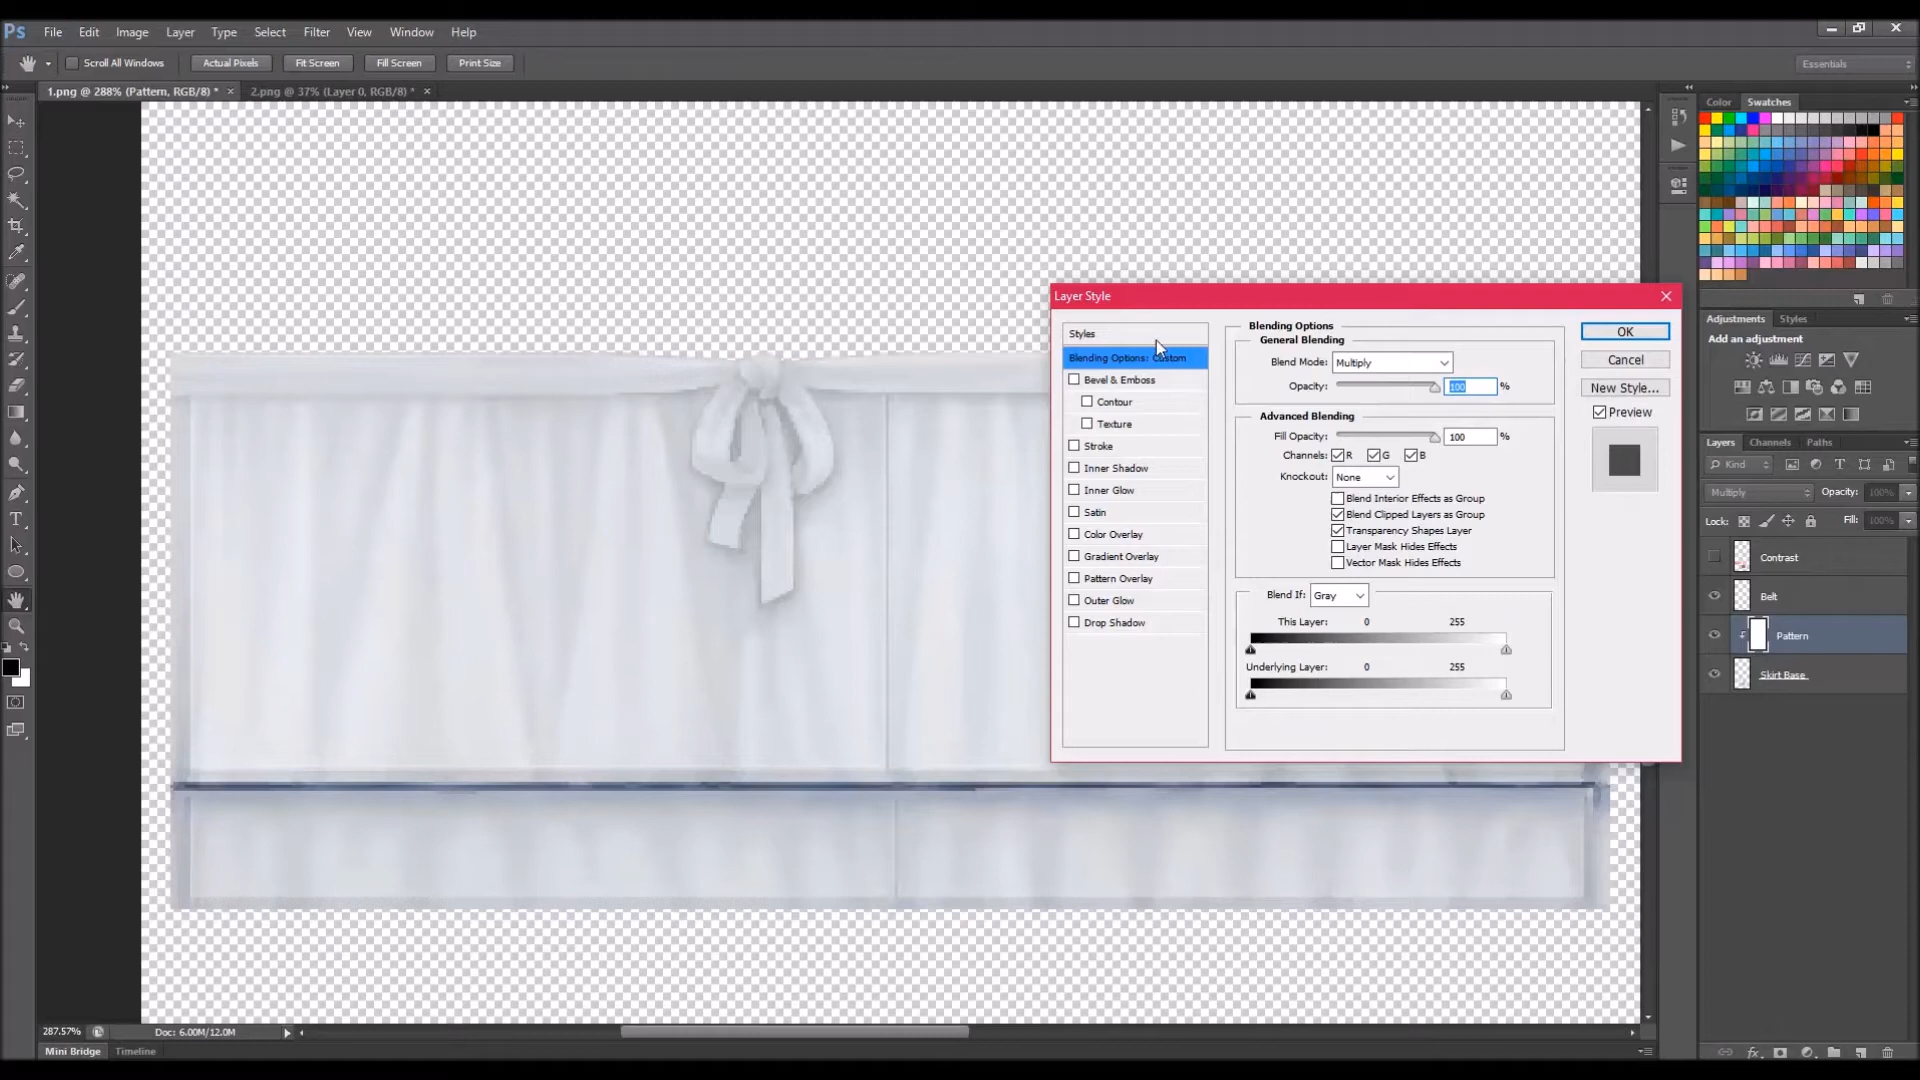 Ps File Edit Image Layer Type Select Filter View Window Help
Scroll All Windows Actual Pixels Fit Screen Fill Screen Print Size Essentials
1.png @ 288% (Pattern, RGB/8) * × 2.png @ 37% (Layer 0, RGB/8) * ×
Color Swatches
Layer Style
Styles
Blending Options: Custom
Bevel & Emboss
Contour
Texture
Stroke
Inner Shadow
Inner Glow
Satin
Color Overlay
Gradient Overlay
Pattern Overlay
Outer Glow
Drop Shadow
Blending Options
General Blending
Blend Mode: Multiply
Opacity: 100 %
Advanced Blending
Fill Opacity: 100 %
Channels: R G B
Knockout: None
Blend Interior Effects as Group
Blend Clipped Layers as Group
Transparency Shapes Layer
Layer Mask Hides Effects
Vector Mask Hides Effects
Blend If: Gray
This Layer: 0 255
Underlying Layer: 0 255
OK
Cancel
New Style...
Preview
Adjustments Styles
Add an adjustment
Layers Channels Paths
Kind
Multiply Opacity: 100%
Lock: Fill: 100%
Contrast
Belt
Pattern
Skirt Base
287.57% Doc: 6.00M/12.0M
Mini Bridge Timeline